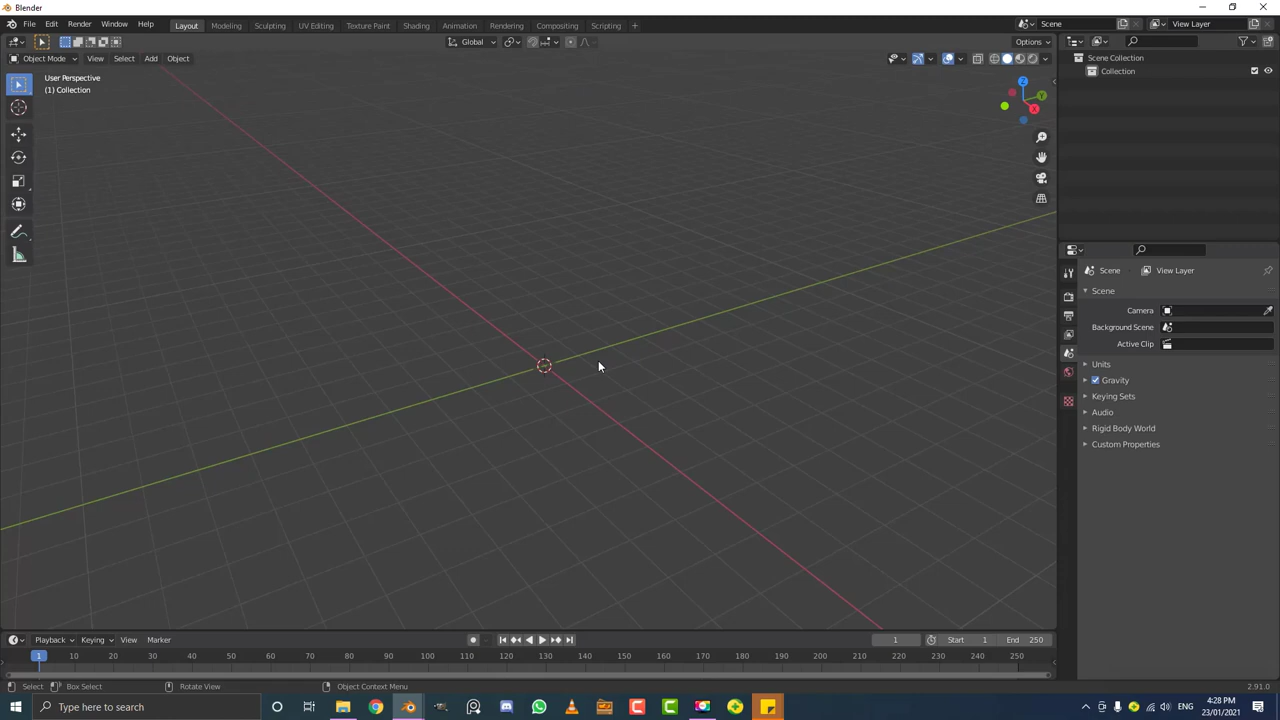 Blender
File Edit Render Window Help Layout Modeling Sculpting UV Editing Texture Paint Shading Animation Rendering Compositing Scripting + Scene View Layer
Global Options
Object Mode View Select Add Object
User Perspective
(1) Collection
Z
Y
X
Scene Collection
Collection
Scene View Layer
Scene
Camera
Background Scene
Active Clip
Units
Gravity
Keying Sets
Audio
Rigid Body World
Custom Properties
Playback Keying View Marker 1 Start 1 End 250
1 10 20 30 40 50 60 70 80 90 100 110 120 130 140 150 160 170 180 190 200 210 220 230 240 250
Select Box Select Rotate View Object Context Menu 2.91.0
Type here to search ENG 4:28 PM
23/01/2021